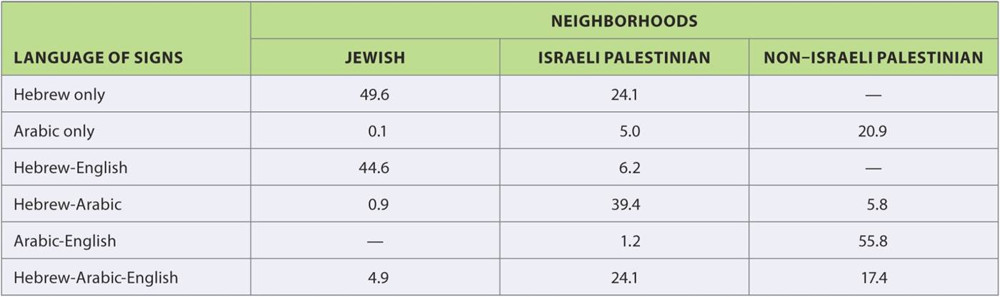 NEIGHBORHOODS
LANGUAGE OF SIGNS JEWISH ISRAELI PALESTINIAN NON–ISRAELI PALESTINIAN
Hebrew only 49.6 24.1 —
Arabic only 0.1 5.0 20.9
Hebrew-English 44.6 6.2 —
Hebrew-Arabic 0.9 39.4 5.8
Arabic-English — 1.2 55.8
Hebrew-Arabic-English 4.9 24.1 17.4